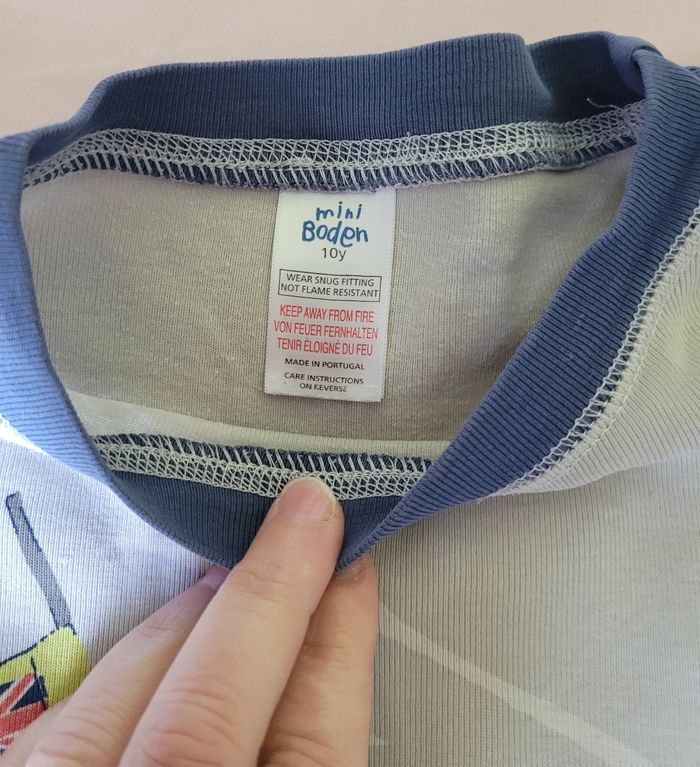 mini
Boden
10y
WEAR SNUG FITTING
NOT FLAME RESISTANT
KEEP AWAY FROM FIRE
VON FEUER FERNHALTEN
TENIR ÉLOIGNÉ DU FEU
MADE IN PORTUGAL
CARE INSTRUCTIONS
ON REVERSE